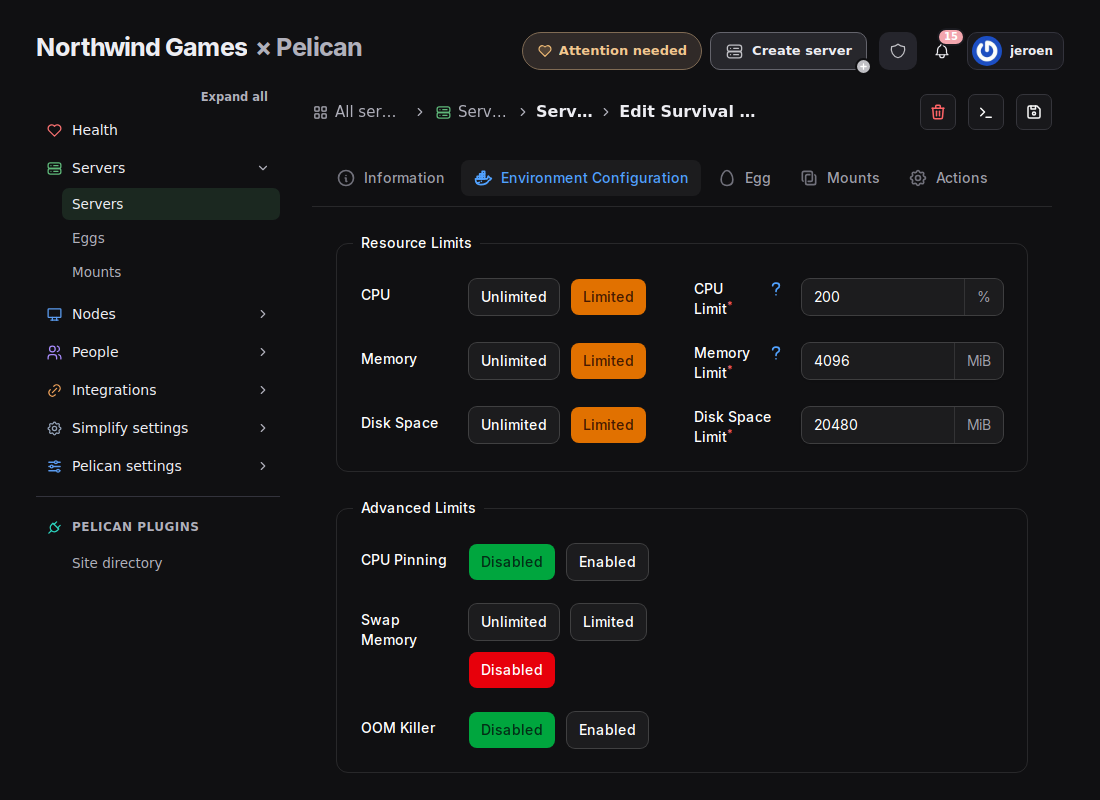 Northwind Games × Pelican
Attention needed
Create server
15
jeroen
Expand all
Health
Servers
Servers
Eggs
Mounts
Nodes
People
Integrations
Simplify settings
Pelican settings
PELICAN PLUGINS
Site directory
All ser... > Serv... > Serv... > Edit Survival ...
Information
Environment Configuration
Egg
Mounts
Actions
Resource Limits
CPU Unlimited Limited CPU Limit* ? 200 %
Memory Unlimited Limited Memory Limit* ? 4096 MiB
Disk Space Unlimited Limited Disk Space Limit* 20480 MiB
Advanced Limits
CPU Pinning Disabled Enabled
Swap Memory Unlimited Limited Disabled
OOM Killer Disabled Enabled